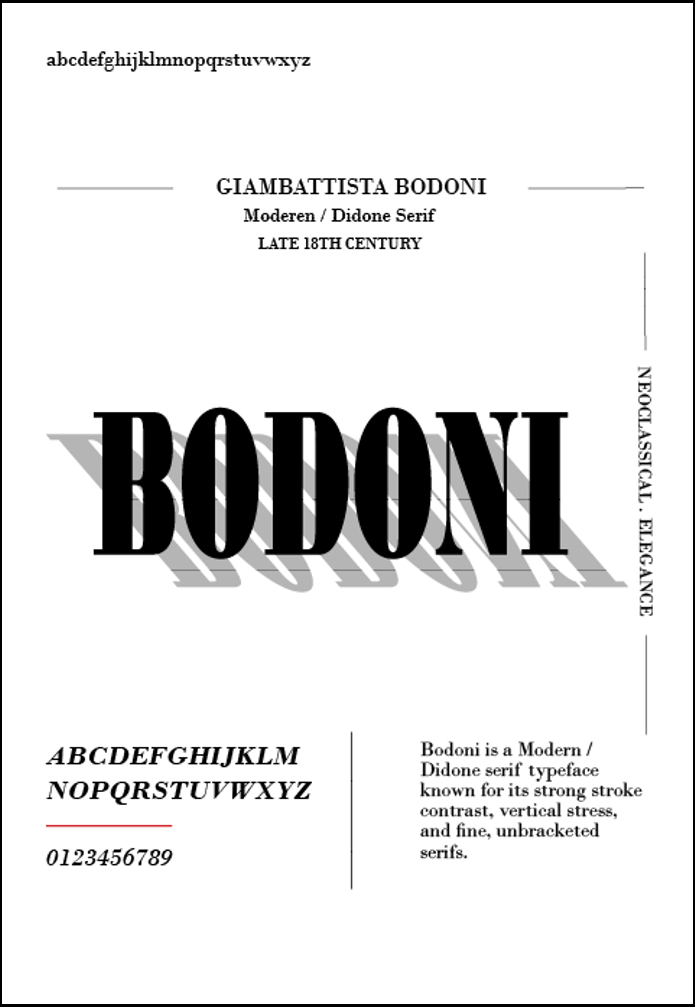 abcdefghijklmnopqrstuvwxyz
GIAMBATTISTA BODONI
Moderen / Didone Serif
LATE 18TH CENTURY
NEOCLASSICAL . ELEGANCE
BODONI
ABCDEFGHIJKLM
NOPQRSTUVWXYZ
0123456789
Bodoni is a Modern /
Didone serif typeface
known for its strong stroke
contrast, vertical stress,
and fine, unbracketed
serifs.